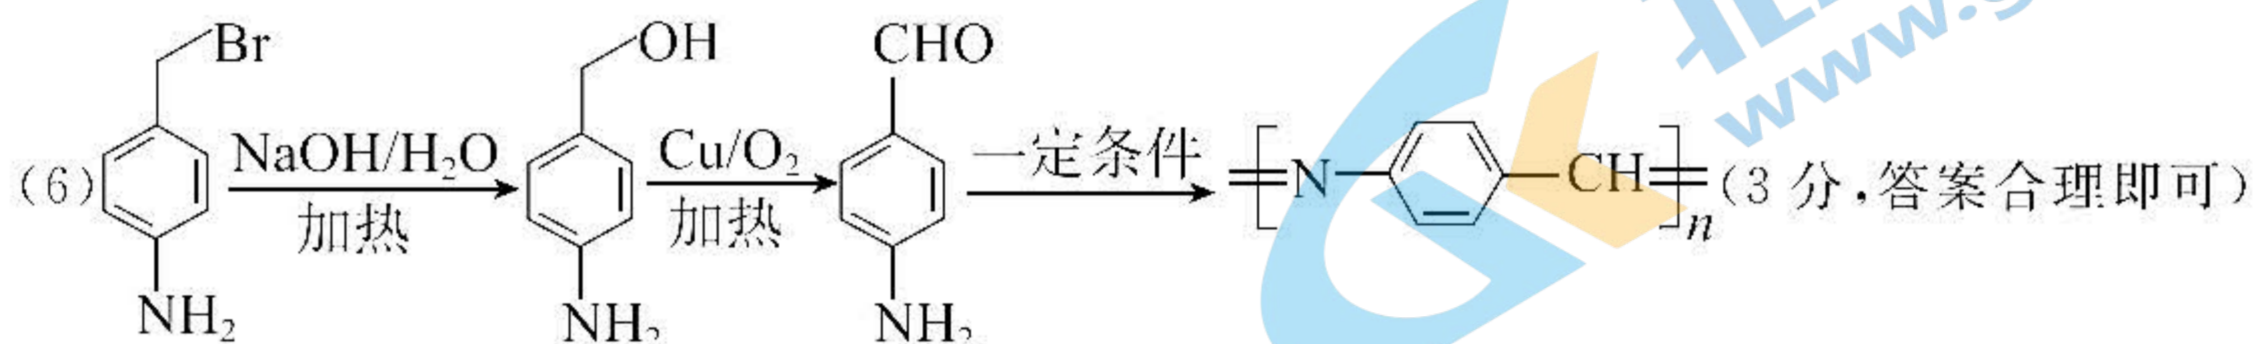 Br OH CHO
(6) NaOH/H₂O 加热 Cu/O₂ 加热 一定条件 [=N CH=]n (3 分,答案合理即可)
NH₂ NH₂ NH₂
www.g